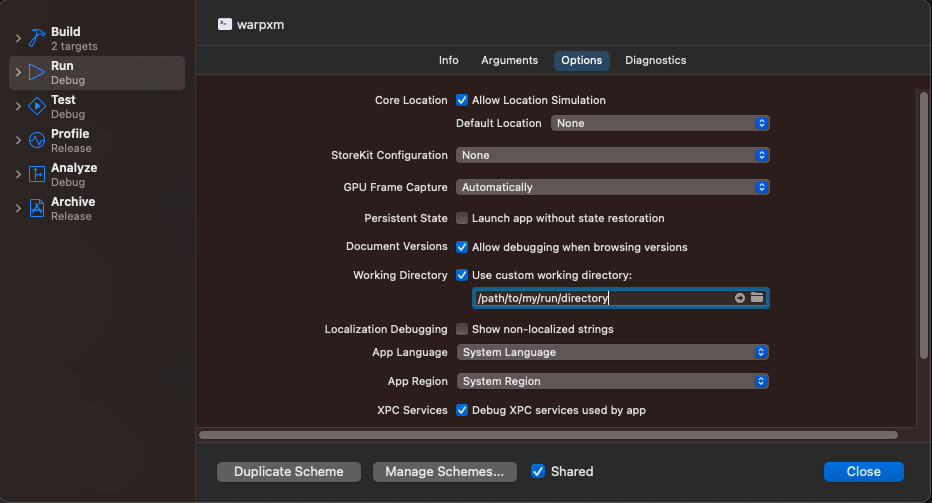 warpxm
Build
2 targets
Run
Debug
Test
Debug
Profile
Release
Analyze
Debug
Archive
Release
Info Arguments Options Diagnostics
Core Location Allow Location Simulation
Default Location None
StoreKit Configuration None
GPU Frame Capture Automatically
Persistent State Launch app without state restoration
Document Versions Allow debugging when browsing versions
Working Directory Use custom working directory:
/path/to/my/run/directory
Localization Debugging Show non-localized strings
App Language System Language
App Region System Region
XPC Services Debug XPC services used by app
Duplicate Scheme Manage Schemes... Shared Close